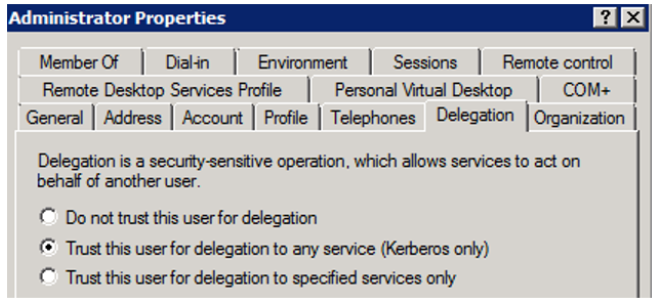 Administrator Properties
Member Of Dial-in Environment Sessions Remote control
Remote Desktop Services Profile Personal Virtual Desktop COM+
General Address Account Profile Telephones Delegation Organization
Delegation is a security-sensitive operation, which allows services to act on
behalf of another user.
Do not trust this user for delegation
Trust this user for delegation to any service (Kerberos only)
Trust this user for delegation to specified services only